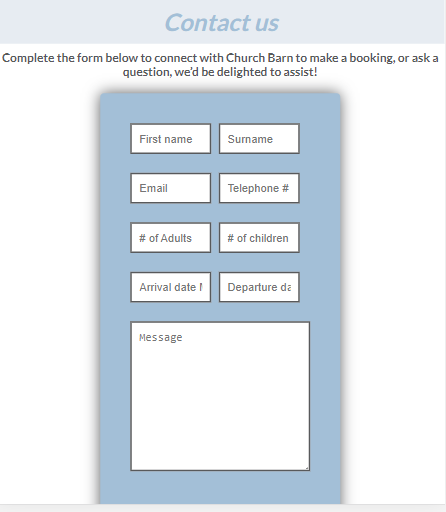 Contact us
Complete the form below to connect with Church Barn to make a booking, or ask a
question, we'd be delighted to assist!
First name Surname
Email Telephone #
# of Adults # of children
Arrival date Departure
Message